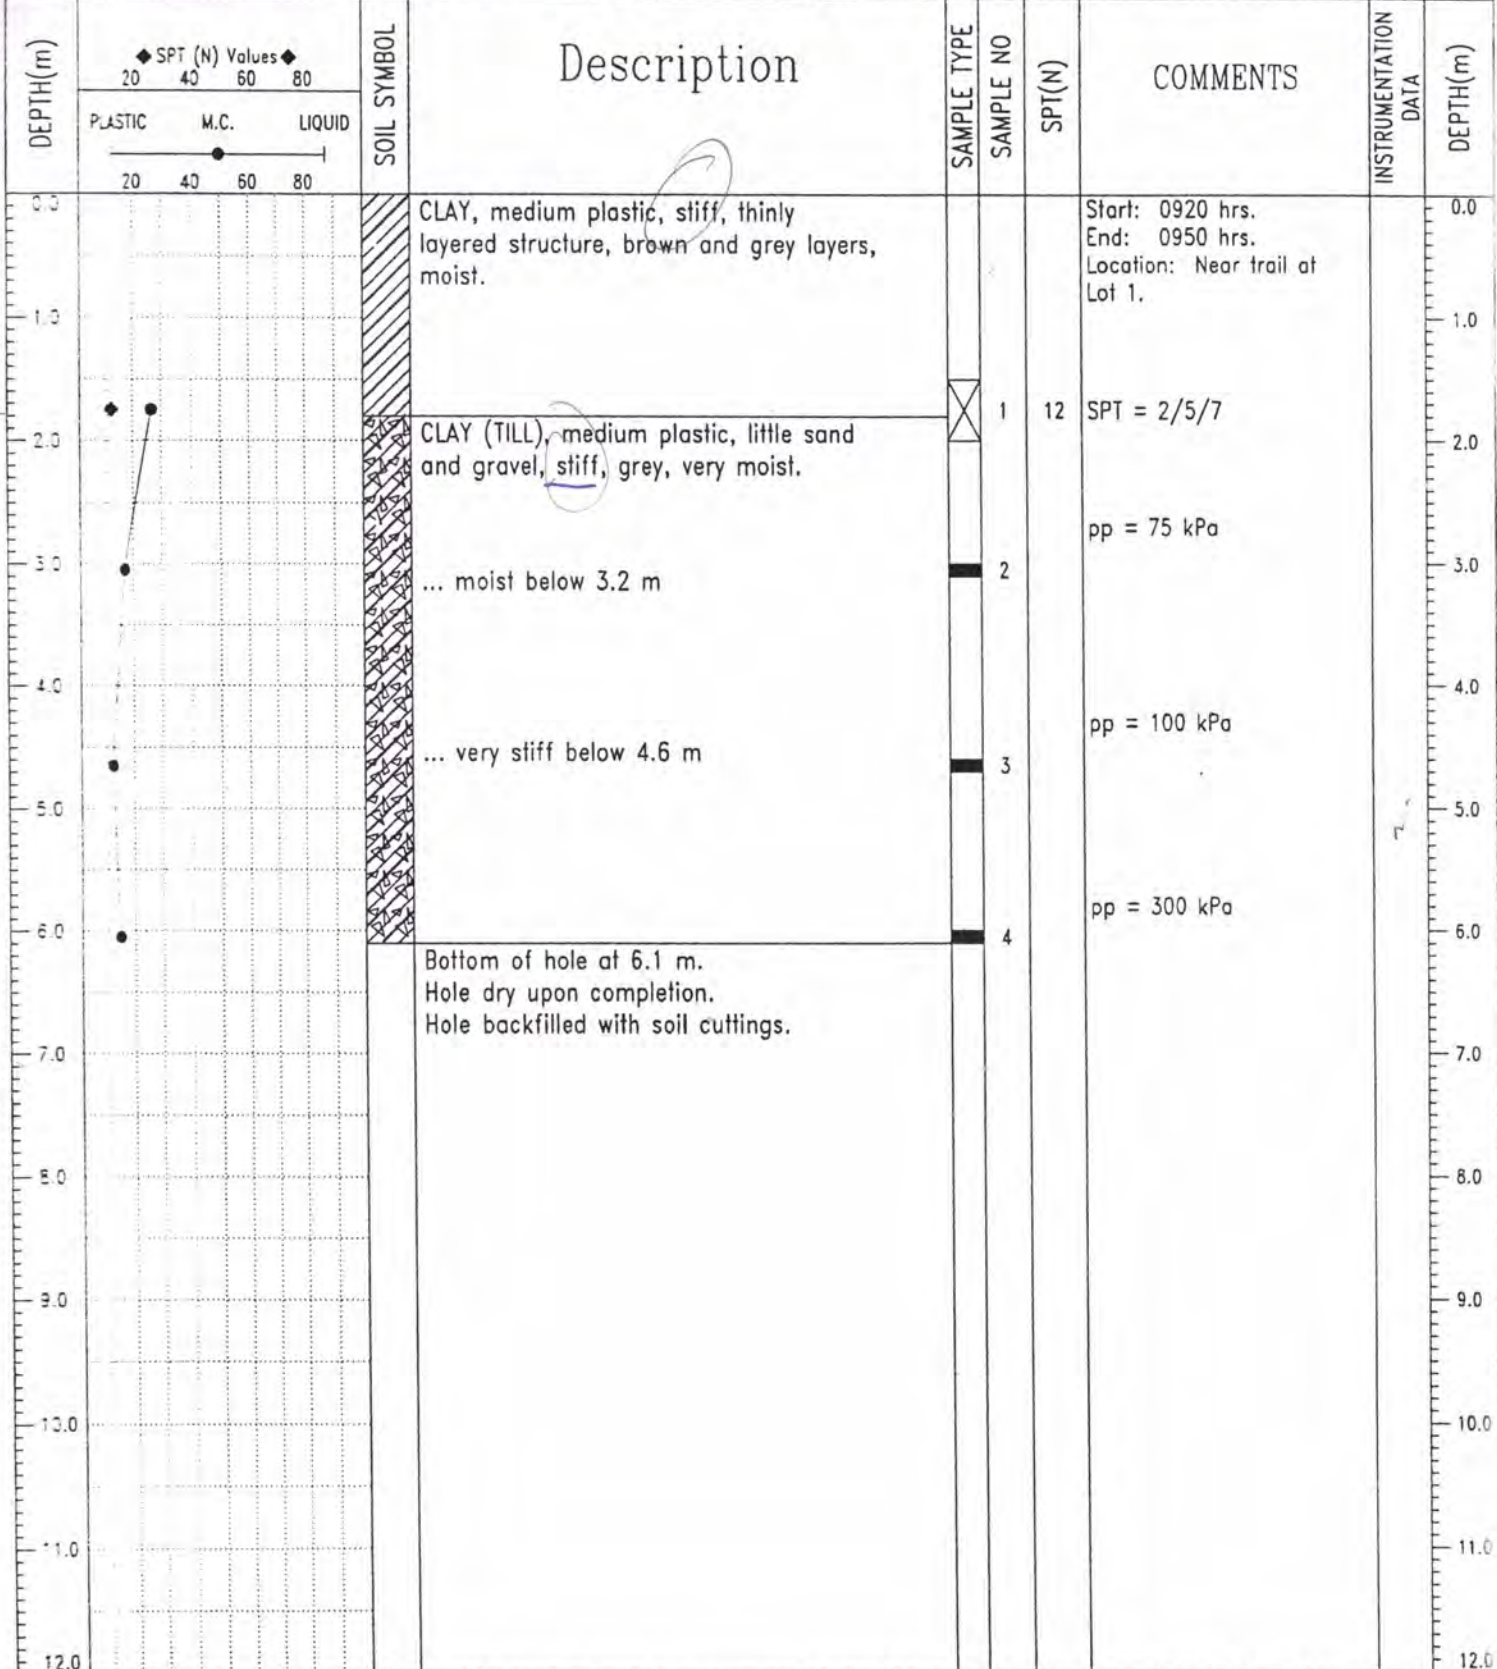 DEPTH(m)
◆ SPT (N) Values ◆
20 40 60 80
PLASTIC M.C. LIQUID
20 40 60 80
SOIL SYMBOL
Description
SAMPLE TYPE
SAMPLE NO
SPT(N)
COMMENTS
INSTRUMENTATION
DATA
DEPTH(m)
0.0
CLAY, medium plastic, stiff, thinly
layered structure, brown and grey layers,
moist.
Start: 0920 hrs.
End: 0950 hrs.
Location: Near trail at
Lot 1.
0.0
1.0
1.0
1 12 SPT = 2/5/7
CLAY (TILL), medium plastic, little sand
and gravel, stiff, grey, very moist.
2.0
2.0
pp = 75 kPa
3.0
... moist below 3.2 m
2
3.0
4.0
4.0
pp = 100 kPa
... very stiff below 4.6 m
3
5.0
5.0
pp = 300 kPa
6.0
4
6.0
Bottom of hole at 6.1 m.
Hole dry upon completion.
Hole backfilled with soil cuttings.
7.0
7.0
8.0
8.0
9.0
9.0
10.0
10.0
11.0
11.0
12.0
12.0